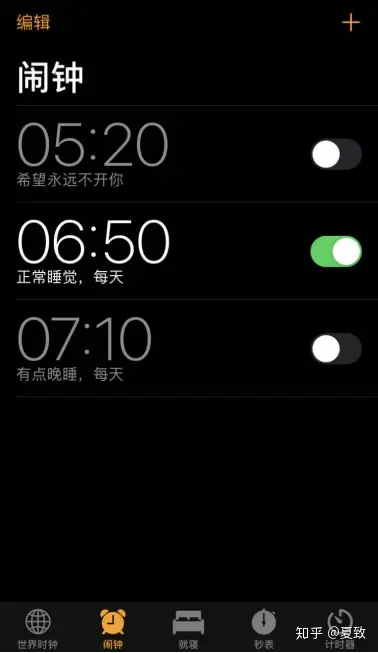 编辑
闹钟
05:20
希望永远不开你
06:50
正常睡觉，每天
07:10
有点晚睡，每天
世界时钟
闹钟
就寝
秒表
计时器
知乎 @夏致